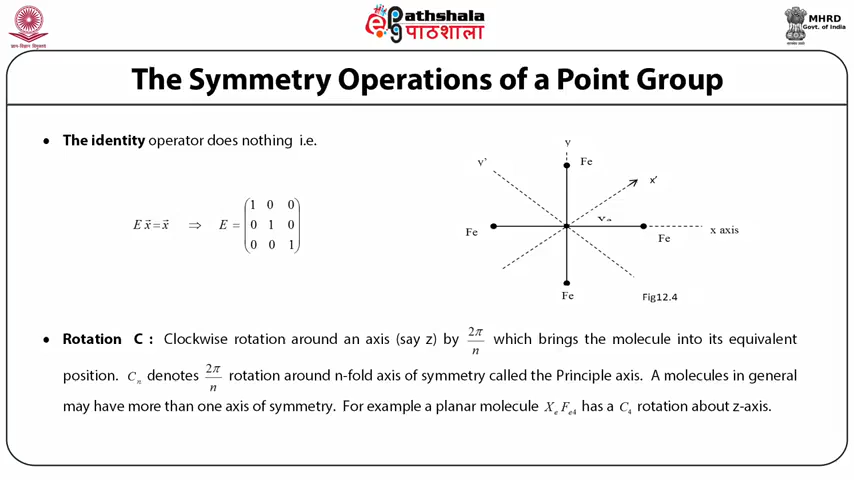 ePathshala
पाठशाला
MHRD
Govt. of India
The Symmetry Operations of a Point Group
• The identity operator does nothing i.e.
E x⃗ = x⃗ ⇒ E = (1 0 0
0 1 0
0 0 1)
y
y'
Fe
x'
Fe
Fe
x axis
Fe
Fig12.4
• Rotation C : Clockwise rotation around an axis (say z) by 2π/n which brings the molecule into its equivalent
position. Cn denotes 2π/n rotation around n-fold axis of symmetry called the Principle axis. A molecules in general
may have more than one axis of symmetry. For example a planar molecule XeFe4 has a C4 rotation about z-axis.